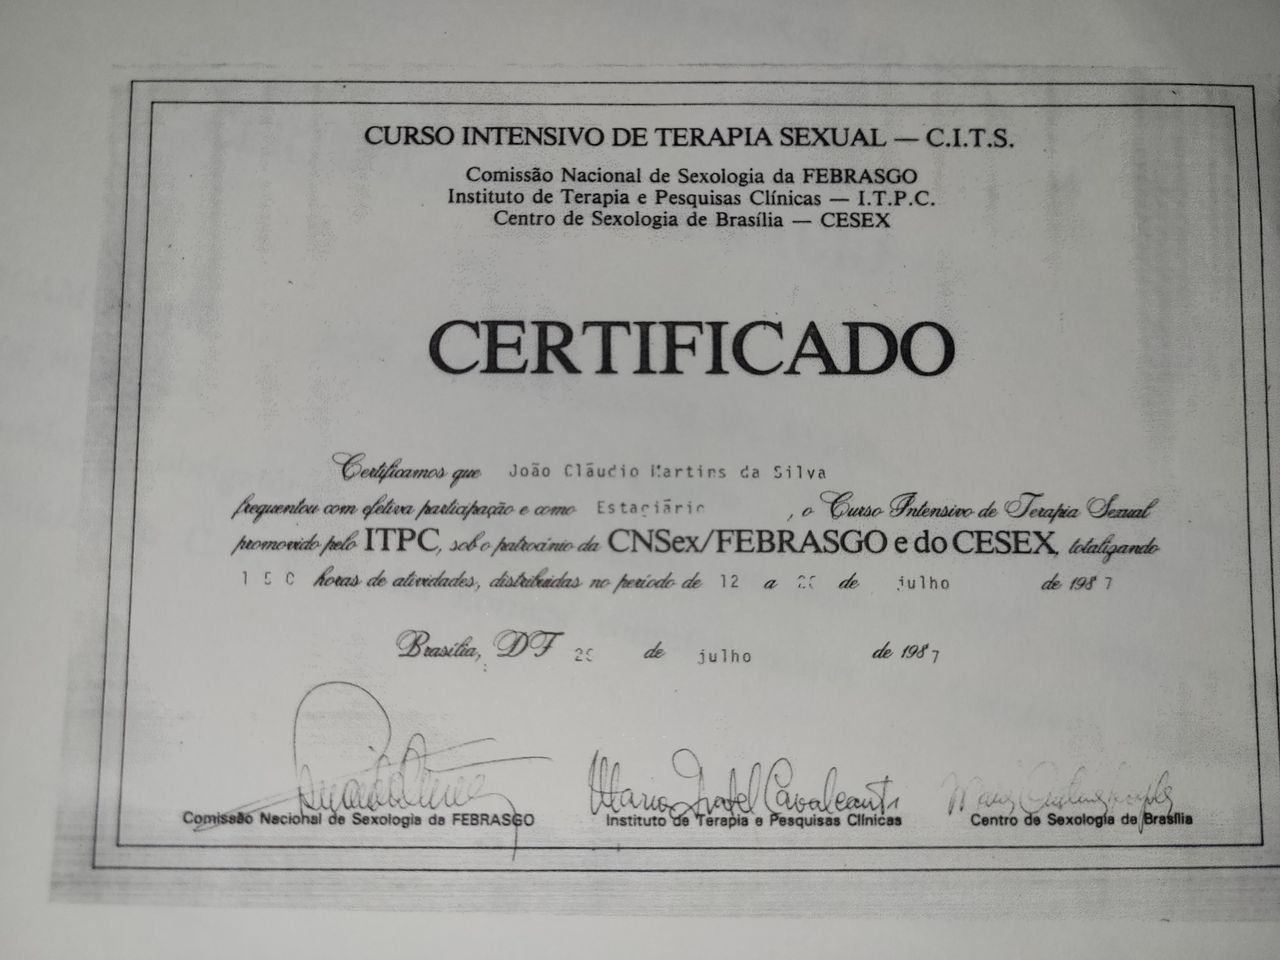 CURSO INTENSIVO DE TERAPIA SEXUAL — C.I.T.S.
Comissão Nacional de Sexologia da FEBRASGO
Instituto de Terapia e Pesquisas Clínicas — I.T.P.C.
Centro de Sexologia de Brasília — CESEX
CERTIFICADO
Certificamos que João Cláudio Martins da Silva
frequentou com efetiva participação e como Estagiário, o Curso Intensivo de Terapia Sexual
promovido pelo ITPC, sob o patrocínio da CNSex/FEBRASGO e do CESEX, totalizando
150 horas de atividades, distribuidas no período de 12 a de julho de 1987
Brasília, DF de julho de 1987
Maria Cavalcanti
Comissão Nacional de Sexologia da FEBRASGO
Instituto de Terapia e Pesquisas Clínicas
Centro de Sexologia de Brasília